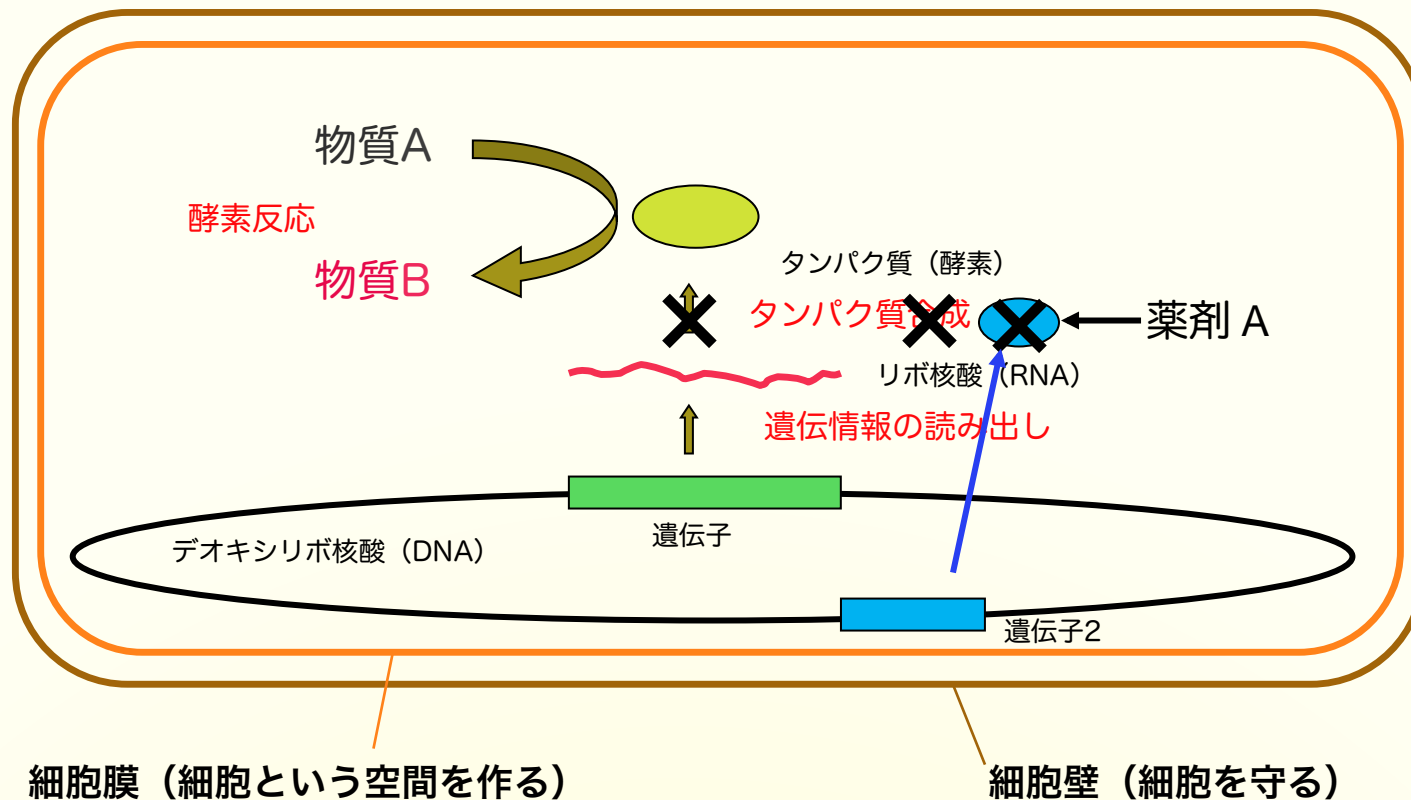 物質A
酵素反応
物質B
タンパク質（酵素）
タンパク質合成
薬剤 A
リボ核酸（RNA）
遺伝情報の読み出し
遺伝子
デオキシリボ核酸（DNA）
遺伝子2
細胞膜（細胞という空間を作る）
細胞壁（細胞を守る）